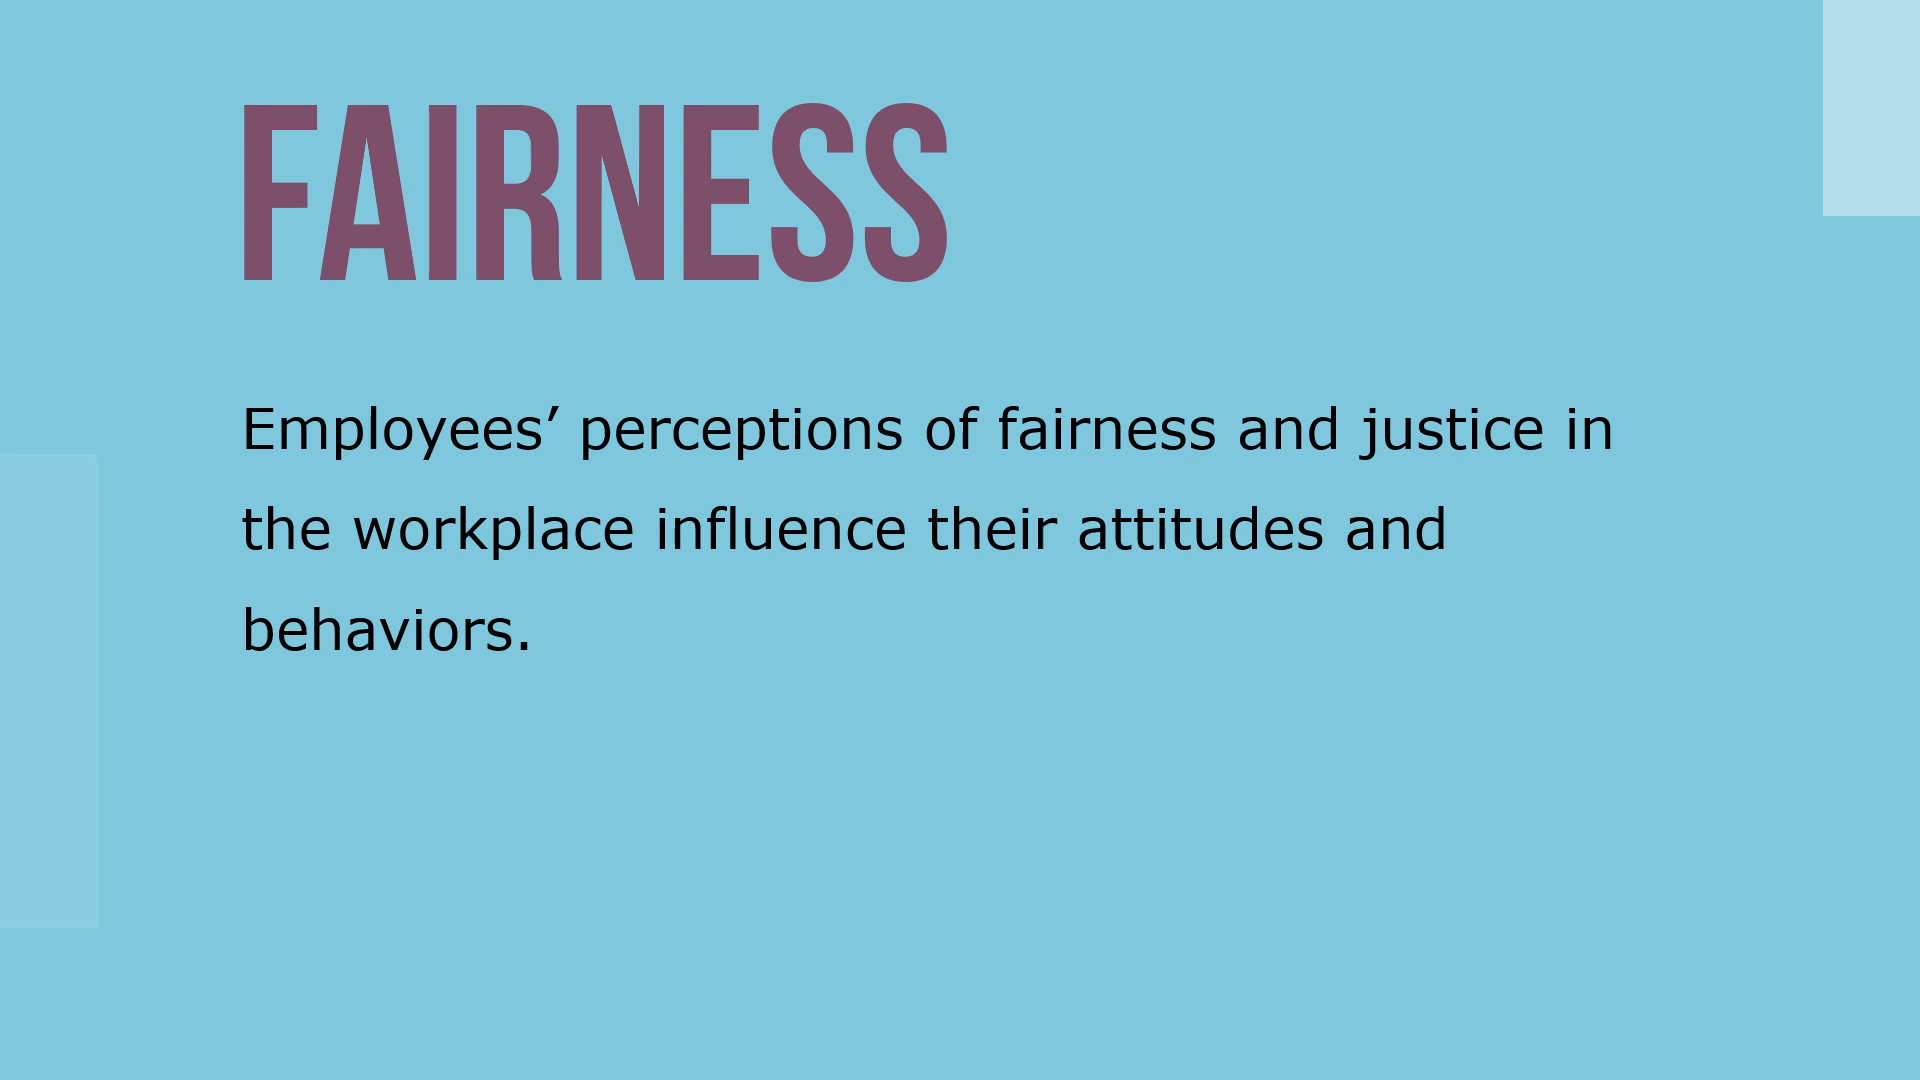 FAIRNESS
Employees’ perceptions of fairness and justice in
the workplace influence their attitudes and
behaviors.